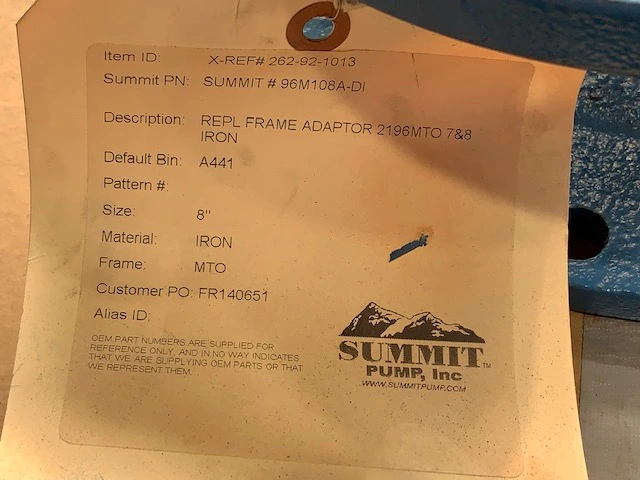 Item ID: X-REF# 262-92-1013
Summit PN: SUMMIT # 96M108A-DI
Description: REPL FRAME ADAPTOR 2196MTO 7&8
IRON
Default Bin: A441
Pattern #:
Size: 8"
Material: IRON
Frame: MTO
Customer PO: FR140651
Alias ID:
OEM PART NUMBERS ARE SUPPLIED FOR
REFERENCE ONLY, AND IN NO WAY INDICATES
THAT WE ARE SUPPLYING OEM PARTS OR THAT
WE REPRESENT THEM.
SUMMIT™
PUMP, Inc
WWW.SUMMITPUMP.COM